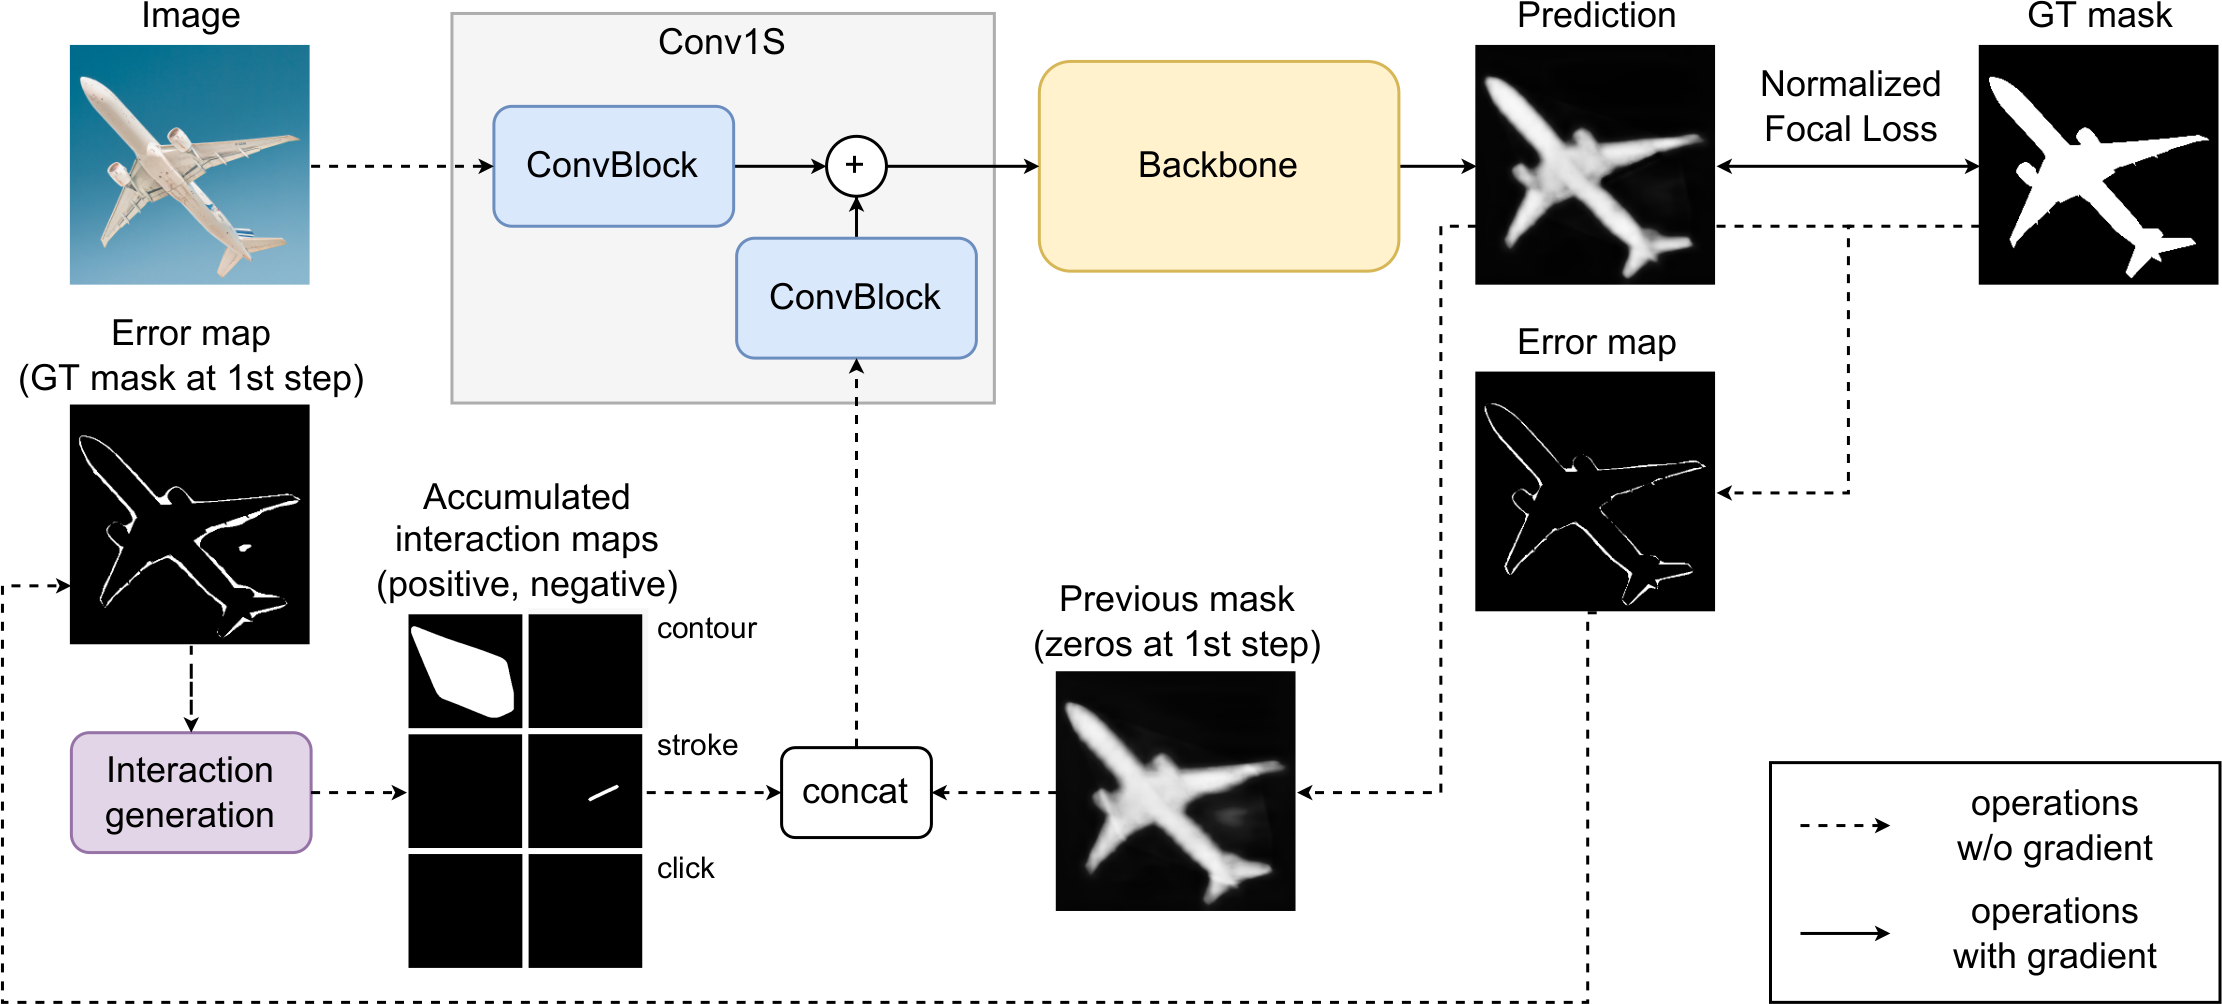 Image
Conv1S
Prediction
GT mask
ConvBlock
+
Backbone
Normalized
Focal Loss
ConvBlock
Error map
(GT mask at 1st step)
Error map
Accumulated
interaction maps
(positive, negative)
contour
stroke
click
Previous mask
(zeros at 1st step)
Interaction
generation
concat
operations
w/o gradient
operations
with gradient